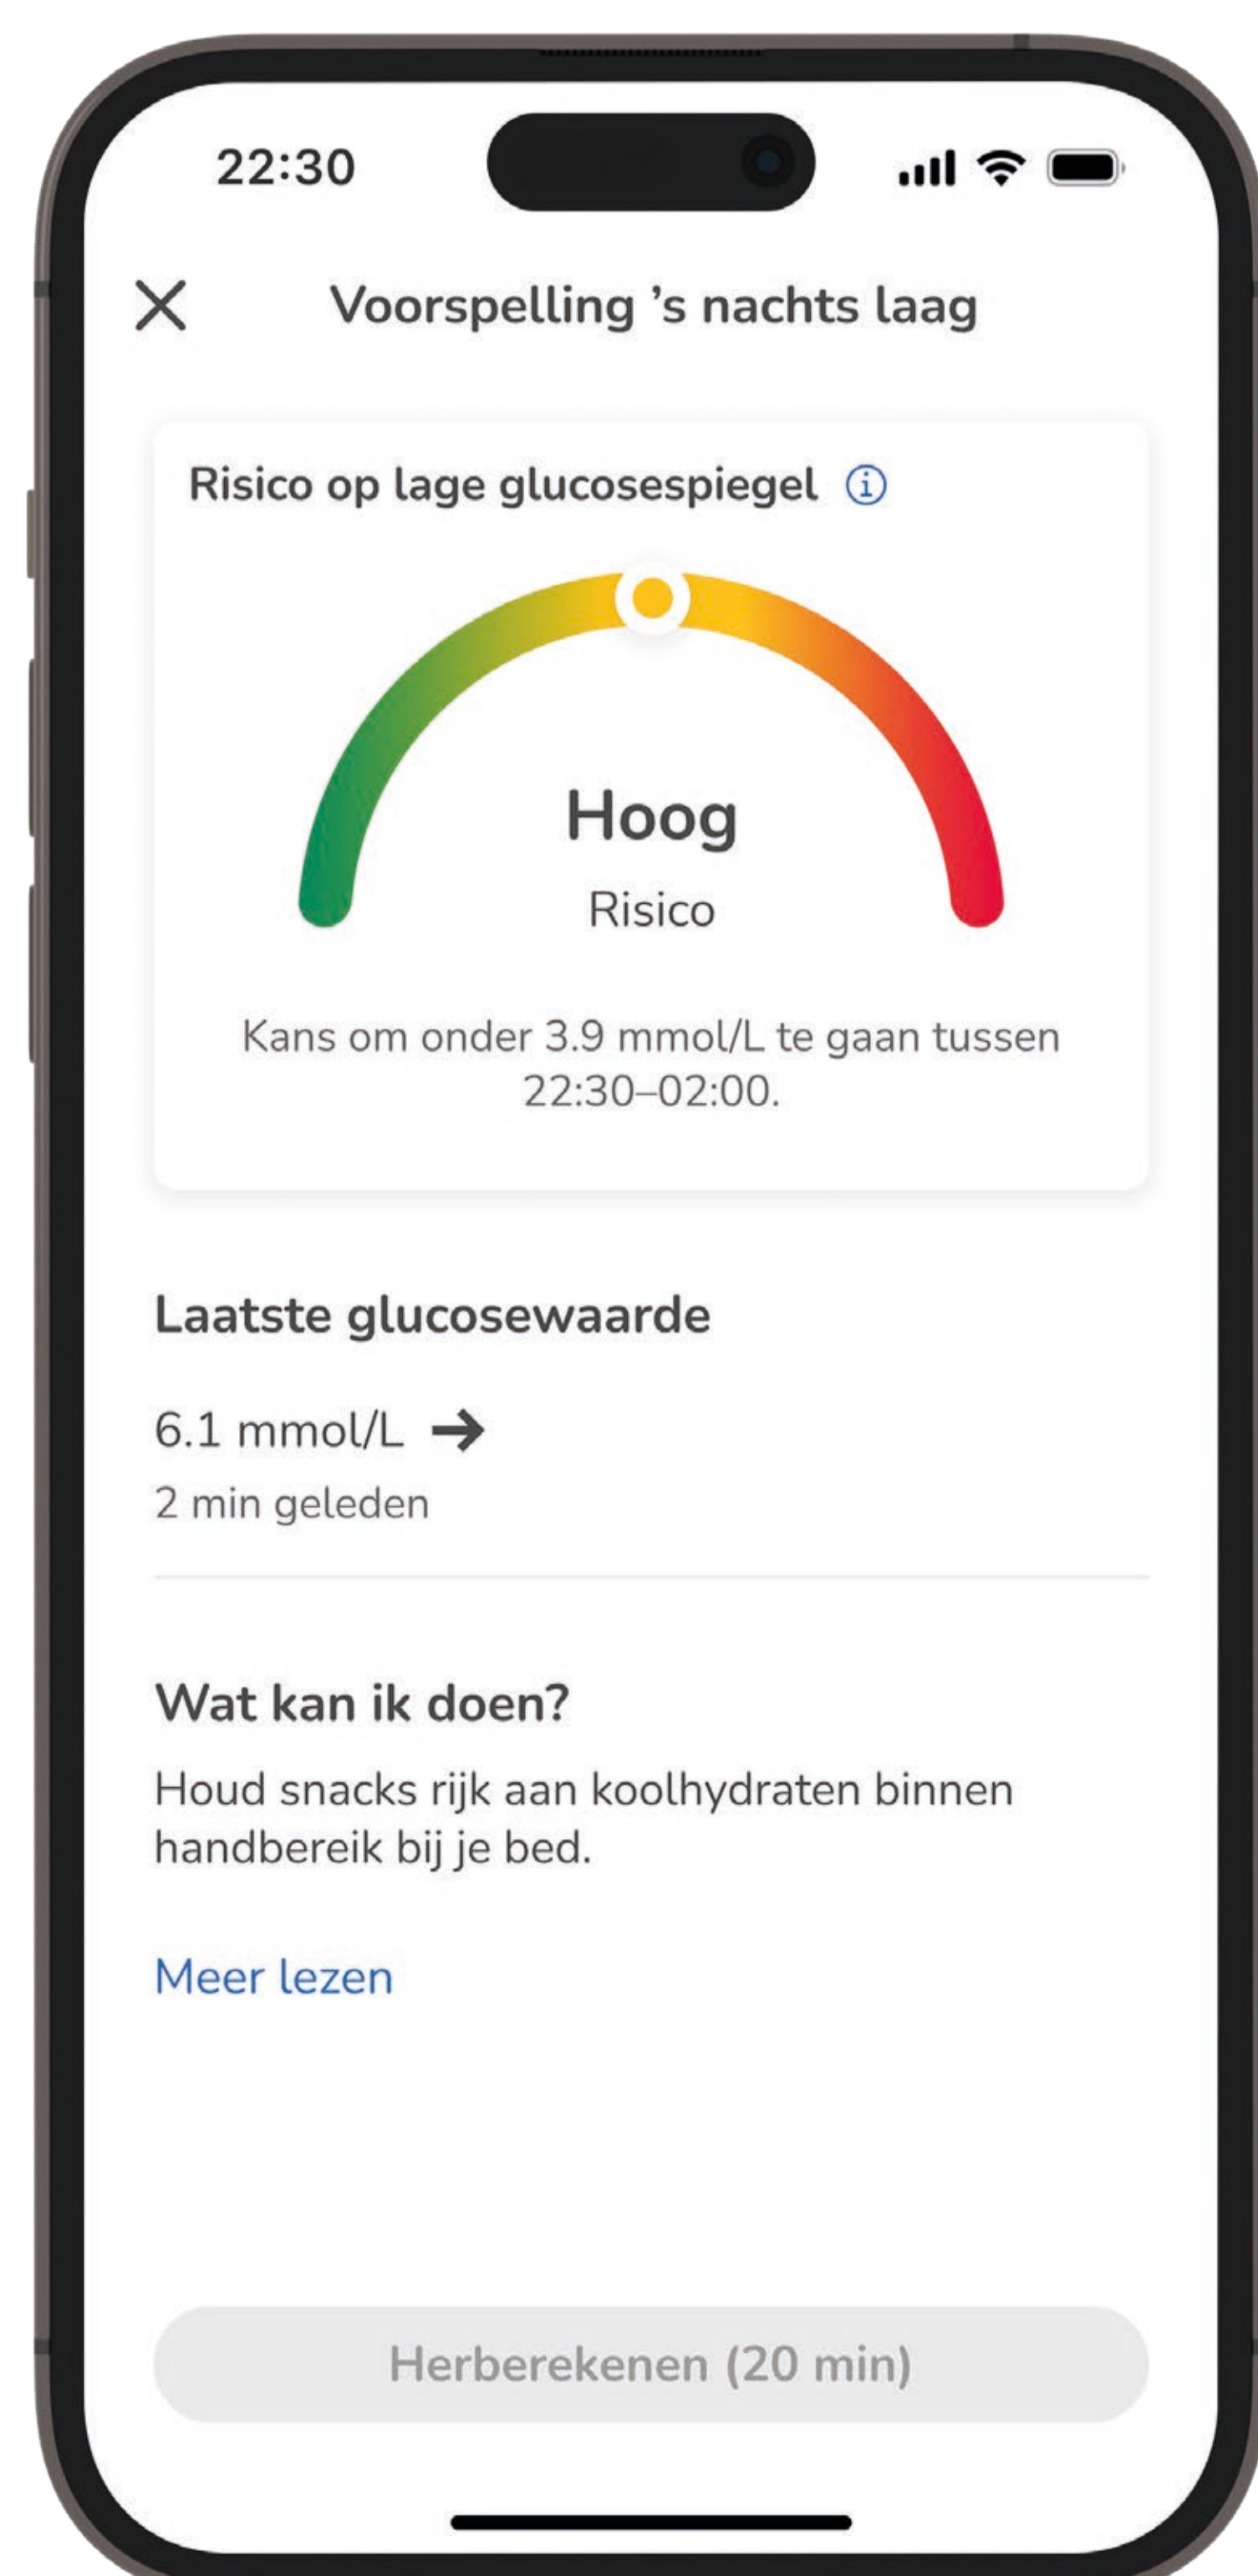 22:30
Voorspelling ’s nachts laag
Risico op lage glucosespiegel
Hoog
Risico
Kans om onder 3.9 mmol/L te gaan tussen
22:30–02:00.
Laatste glucosewaarde
6.1 mmol/L
2 min geleden
Wat kan ik doen?
Houd snacks rijk aan koolhydraten binnen
handbereik bij je bed.
Meer lezen
Herberekenen (20 min)